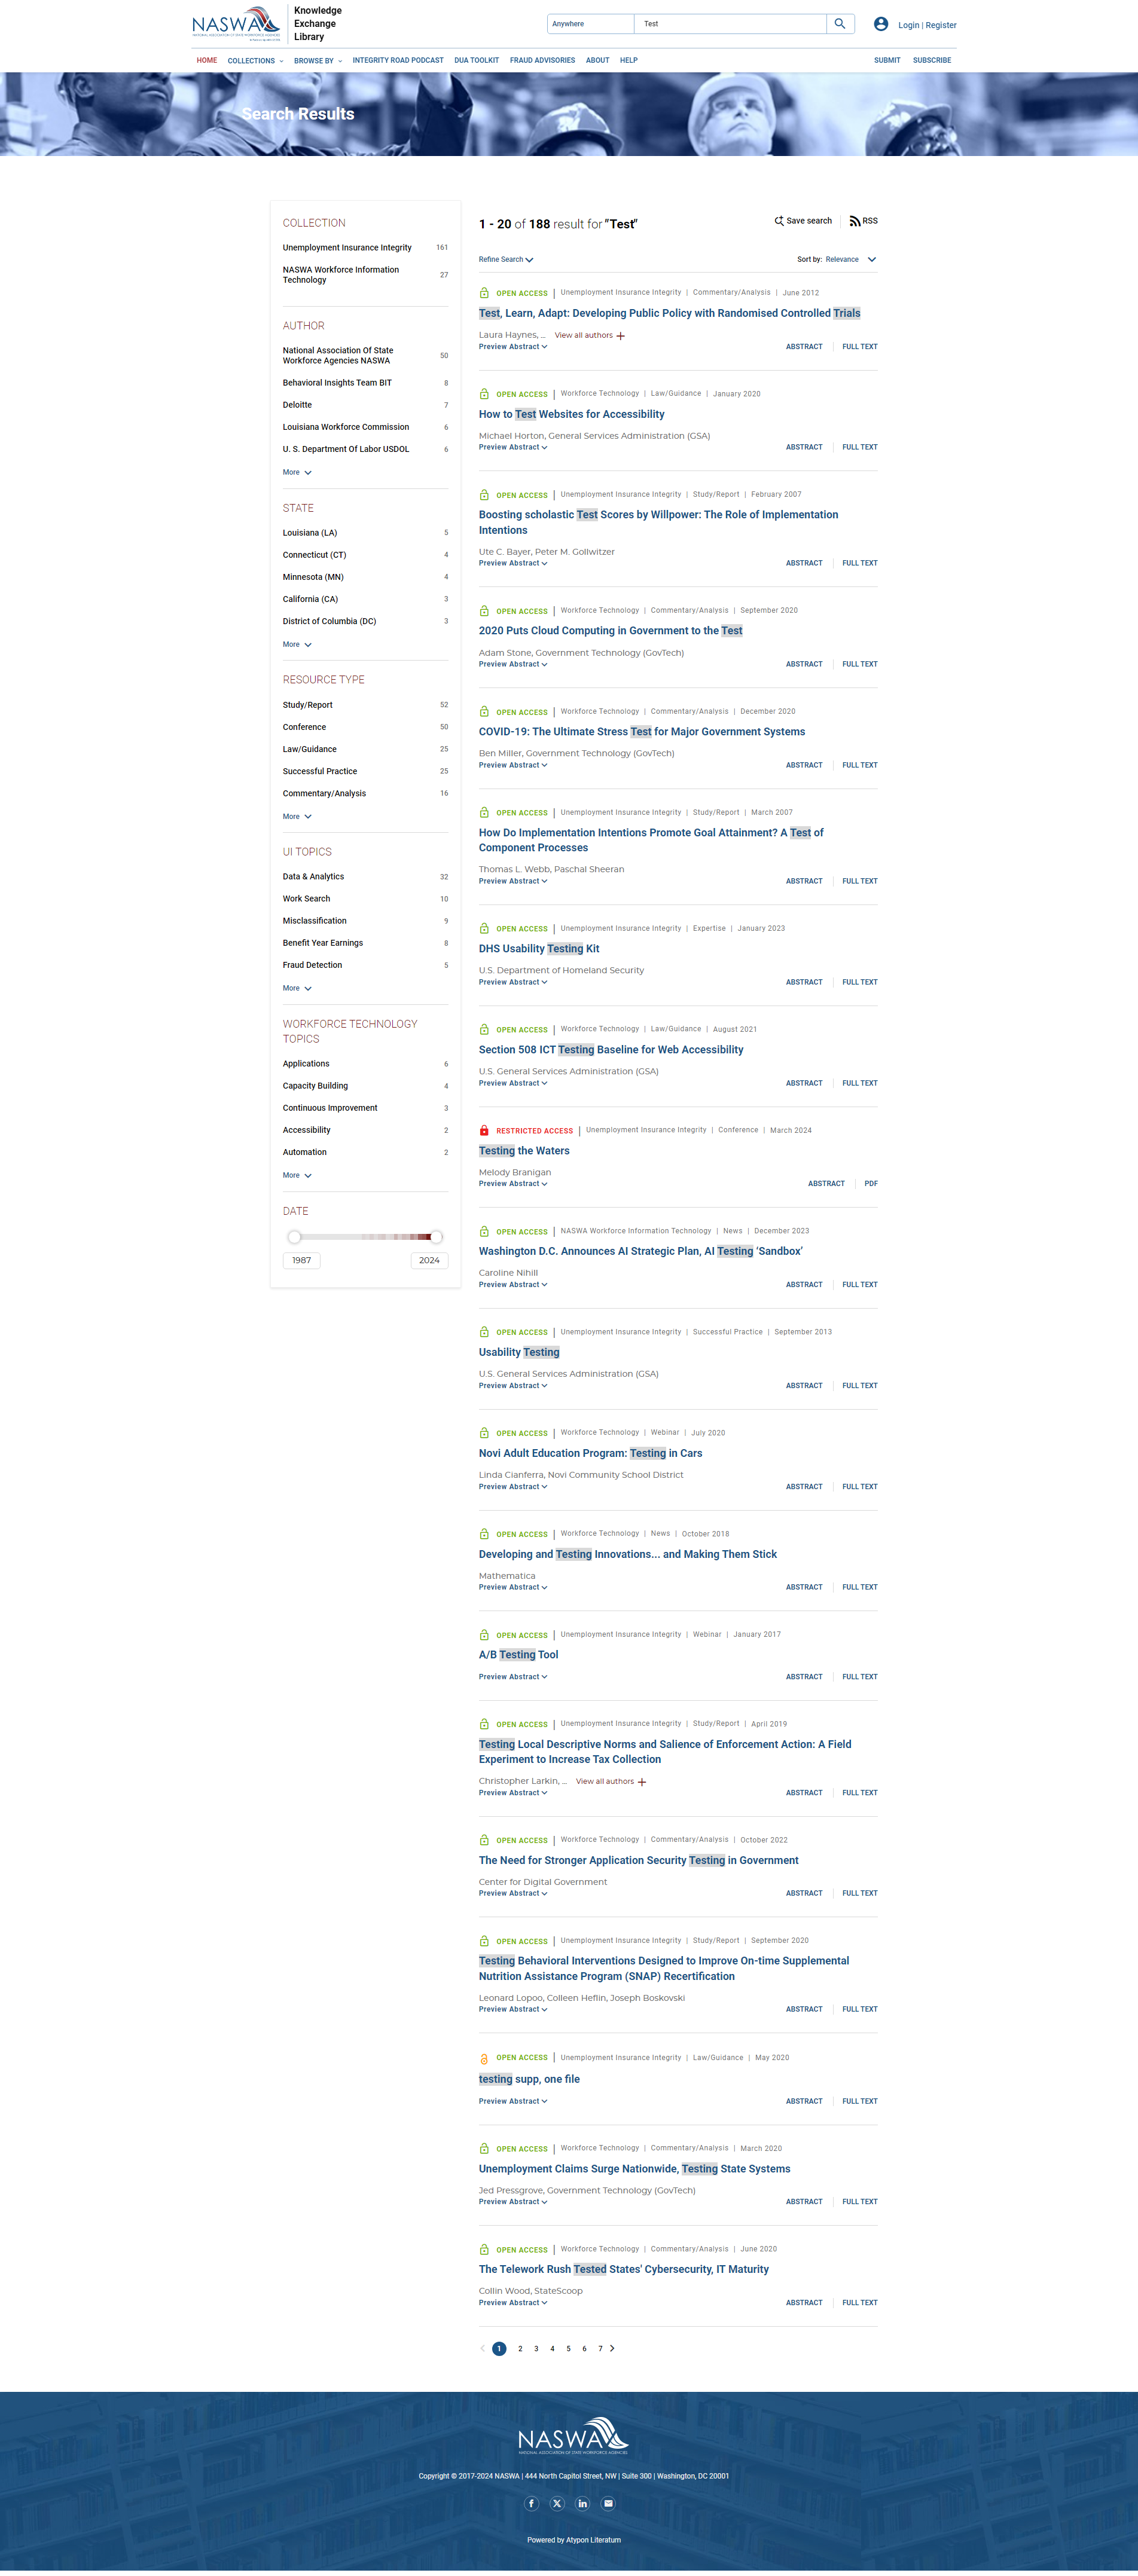 NASWA
NATIONAL ASSOCIATION OF STATE WORKFORCE AGENCIES
Knowledge
Exchange
Library
Anywhere
Test
Login | Register
HOME COLLECTIONS BROWSE BY INTEGRITY ROAD PODCAST DUA TOOLKIT FRAUD ADVISORIES ABOUT HELP SUBMIT SUBSCRIBE
Search Results
COLLECTION
Unemployment Insurance Integrity 161
NASWA Workforce Information
Technology 27
AUTHOR
National Association Of State
Workforce Agencies NASWA 50
Behavioral Insights Team BIT 8
Deloitte 7
Louisiana Workforce Commission 6
U. S. Department Of Labor USDOL 6
More
STATE
Louisiana (LA) 5
Connecticut (CT) 4
Minnesota (MN) 4
California (CA) 3
District of Columbia (DC) 3
More
RESOURCE TYPE
Study/Report 52
Conference 50
Law/Guidance 25
Successful Practice 25
Commentary/Analysis 16
More
UI TOPICS
Data & Analytics 32
Work Search 10
Misclassification 9
Benefit Year Earnings 8
Fraud Detection 5
More
WORKFORCE TECHNOLOGY
TOPICS
Applications 6
Capacity Building 4
Continuous Improvement 3
Accessibility 2
Automation 2
More
DATE
1987 2024
1 - 20 of 188 result for "Test"
Save search RSS
Refine Search Sort by: Relevance
OPEN ACCESS | Unemployment Insurance Integrity | Commentary/Analysis | June 2012
Test, Learn, Adapt: Developing Public Policy with Randomised Controlled Trials
Laura Haynes, ... View all authors
Preview Abstract ABSTRACT FULL TEXT
OPEN ACCESS | Workforce Technology | Law/Guidance | January 2020
How to Test Websites for Accessibility
Michael Horton, General Services Administration (GSA)
Preview Abstract ABSTRACT FULL TEXT
OPEN ACCESS | Unemployment Insurance Integrity | Study/Report | February 2007
Boosting scholastic Test Scores by Willpower: The Role of Implementation
Intentions
Ute C. Bayer, Peter M. Gollwitzer
Preview Abstract ABSTRACT FULL TEXT
OPEN ACCESS | Workforce Technology | Commentary/Analysis | September 2020
2020 Puts Cloud Computing in Government to the Test
Adam Stone, Government Technology (GovTech)
Preview Abstract ABSTRACT FULL TEXT
OPEN ACCESS | Workforce Technology | Commentary/Analysis | December 2020
COVID-19: The Ultimate Stress Test for Major Government Systems
Ben Miller, Government Technology (GovTech)
Preview Abstract ABSTRACT FULL TEXT
OPEN ACCESS | Unemployment Insurance Integrity | Study/Report | March 2007
How Do Implementation Intentions Promote Goal Attainment? A Test of
Component Processes
Thomas L. Webb, Paschal Sheeran
Preview Abstract ABSTRACT FULL TEXT
OPEN ACCESS | Unemployment Insurance Integrity | Expertise | January 2023
DHS Usability Testing Kit
U.S. Department of Homeland Security
Preview Abstract ABSTRACT FULL TEXT
OPEN ACCESS | Workforce Technology | Law/Guidance | August 2021
Section 508 ICT Testing Baseline for Web Accessibility
U.S. General Services Administration (GSA)
Preview Abstract ABSTRACT FULL TEXT
RESTRICTED ACCESS | Unemployment Insurance Integrity | Conference | March 2024
Testing the Waters
Melody Branigan
Preview Abstract ABSTRACT PDF
OPEN ACCESS | NASWA Workforce Information Technology | News | December 2023
Washington D.C. Announces AI Strategic Plan, AI Testing ‘Sandbox’
Caroline Nihill
Preview Abstract ABSTRACT FULL TEXT
OPEN ACCESS | Unemployment Insurance Integrity | Successful Practice | September 2013
Usability Testing
U.S. General Services Administration (GSA)
Preview Abstract ABSTRACT FULL TEXT
OPEN ACCESS | Workforce Technology | Webinar | July 2020
Novi Adult Education Program: Testing in Cars
Linda Cianferra, Novi Community School District
Preview Abstract ABSTRACT FULL TEXT
OPEN ACCESS | Workforce Technology | News | October 2018
Developing and Testing Innovations... and Making Them Stick
Mathematica
Preview Abstract ABSTRACT FULL TEXT
OPEN ACCESS | Unemployment Insurance Integrity | Webinar | January 2017
A/B Testing Tool
Preview Abstract ABSTRACT FULL TEXT
OPEN ACCESS | Unemployment Insurance Integrity | Study/Report | April 2019
Testing Local Descriptive Norms and Salience of Enforcement Action: A Field
Experiment to Increase Tax Collection
Christopher Larkin, ... View all authors
Preview Abstract ABSTRACT FULL TEXT
OPEN ACCESS | Workforce Technology | Commentary/Analysis | October 2022
The Need for Stronger Application Security Testing in Government
Center for Digital Government
Preview Abstract ABSTRACT FULL TEXT
OPEN ACCESS | Unemployment Insurance Integrity | Study/Report | September 2020
Testing Behavioral Interventions Designed to Improve On-time Supplemental
Nutrition Assistance Program (SNAP) Recertification
Leonard Lopoo, Colleen Heflin, Joseph Boskovski
Preview Abstract ABSTRACT FULL TEXT
OPEN ACCESS | Unemployment Insurance Integrity | Law/Guidance | May 2020
testing supp, one file
Preview Abstract ABSTRACT FULL TEXT
OPEN ACCESS | Workforce Technology | Commentary/Analysis | March 2020
Unemployment Claims Surge Nationwide, Testing State Systems
Jed Pressgrove, Government Technology (GovTech)
Preview Abstract ABSTRACT FULL TEXT
OPEN ACCESS | Workforce Technology | Commentary/Analysis | June 2020
The Telework Rush Tested States' Cybersecurity, IT Maturity
Collin Wood, StateScoop
Preview Abstract ABSTRACT FULL TEXT
1 2 3 4 5 6 7
NASWA
NATIONAL ASSOCIATION OF STATE WORKFORCE AGENCIES
Copyright © 2017-2024 NASWA | 444 North Capitol Street, NW | Suite 300 | Washington, DC 20001
Powered by Atypon Literatum